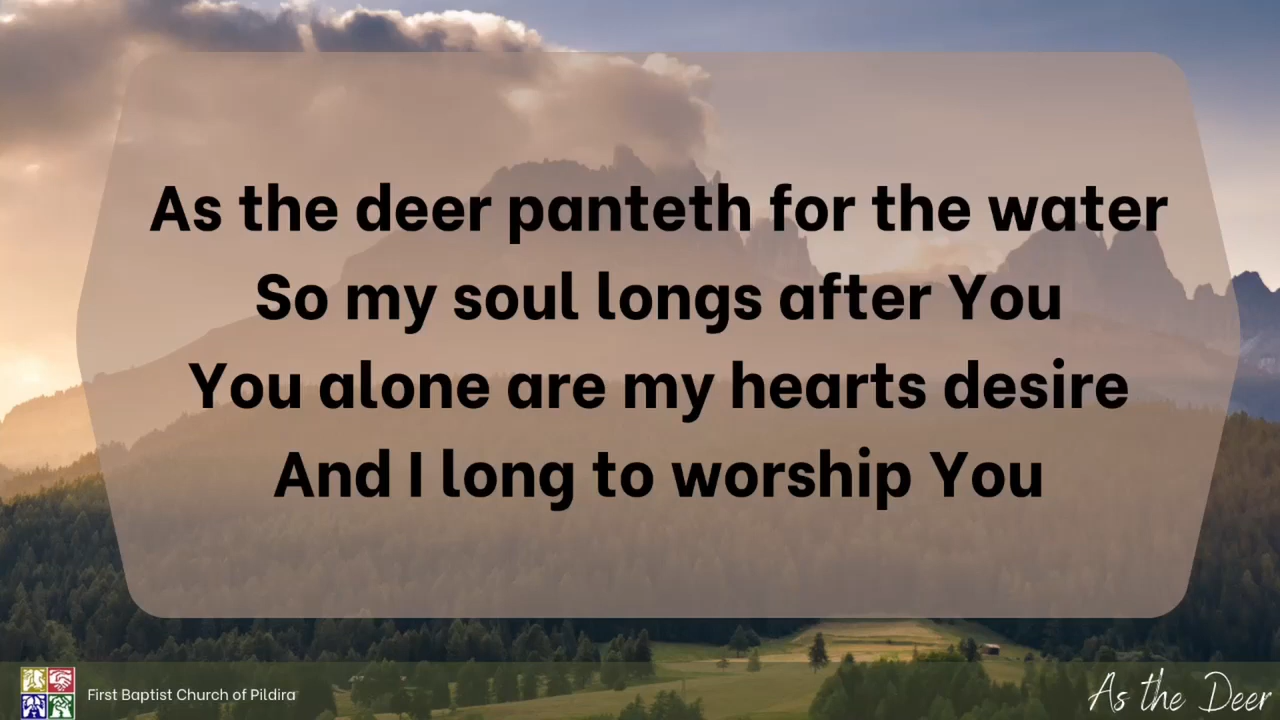 As the deer panteth for the water
So my soul longs after You
You alone are my hearts desire
And I long to worship You
First Baptist Church of Pildira
As the Deer